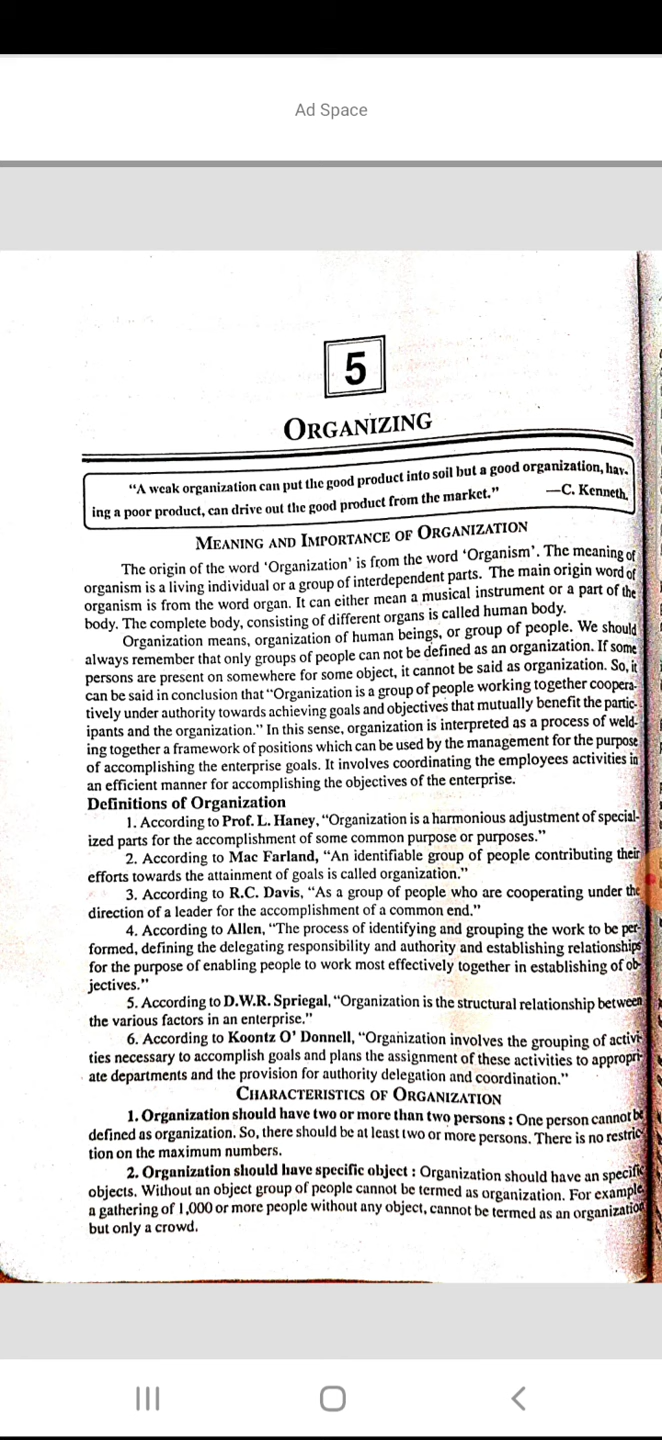 Ad Space
5
ORGANIZING
“A weak organization can put the good product into soil but a good organization, hav-
ing a poor product, can drive out the good product from the market.” —C. Kenneth.
MEANING AND IMPORTANCE OF ORGANIZATION
The origin of the word ‘Organization’ is from the word ‘Organism’. The meaning of
organism is a living individual or a group of interdependent parts. The main origin word of
organism is from the word organ. It can either mean a musical instrument or a part of the
body. The complete body, consisting of different organs is called human body.
Organization means, organization of human beings, or group of people. We should
always remember that only groups of people can not be defined as an organization. If some
persons are present on somewhere for some object, it cannot be said as organization. So, it
can be said in conclusion that “Organization is a group of people working together coopera-
tively under authority towards achieving goals and objectives that mutually benefit the partic-
ipants and the organization.” In this sense, organization is interpreted as a process of weld-
ing together a framework of positions which can be used by the management for the purpose
of accomplishing the enterprise goals. It involves coordinating the employees activities in
an efficient manner for accomplishing the objectives of the enterprise.
Definitions of Organization
1. According to Prof. L. Haney, “Organization is a harmonious adjustment of special-
ized parts for the accomplishment of some common purpose or purposes.”
2. According to Mac Farland, “An identifiable group of people contributing their
efforts towards the attainment of goals is called organization.”
3. According to R.C. Davis, “As a group of people who are cooperating under the
direction of a leader for the accomplishment of a common end.”
4. According to Allen, “The process of identifying and grouping the work to be per-
formed, defining the delegating responsibility and authority and establishing relationships
for the purpose of enabling people to work most effectively together in establishing of ob-
jectives.”
5. According to D.W.R. Spriegal, “Organization is the structural relationship between
the various factors in an enterprise.”
6. According to Koontz O’ Donnell, “Organization involves the grouping of activi-
ties necessary to accomplish goals and plans the assignment of these activities to appropri-
ate departments and the provision for authority delegation and coordination.”
CHARACTERISTICS OF ORGANIZATION
1. Organization should have two or more than two persons : One person cannot be
defined as organization. So, there should be at least two or more persons. There is no restric-
tion on the maximum numbers.
2. Organization should have specific object : Organization should have an specific
objects. Without an object group of people cannot be termed as organization. For example
a gathering of 1,000 or more people without any object, cannot be termed as an organization
but only a crowd.